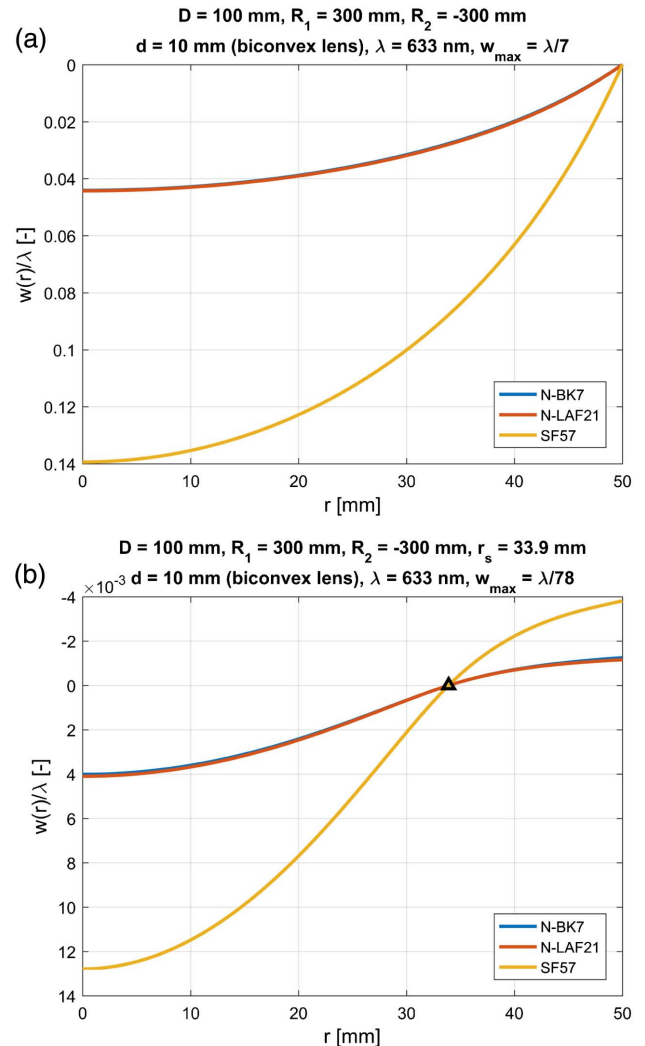 (a)
D = 100 mm, R₁ = 300 mm, R₂ = -300 mm
d = 10 mm (biconvex lens), λ = 633 nm, w_max = λ/7
0
0.02
0.04
0.06
0.08
0.1
0.12
0.14
w(r)/λ [-]
0 10 20 30 40 50
r [mm]
N-BK7
N-LAF21
SF57
(b)
D = 100 mm, R₁ = 300 mm, R₂ = -300 mm, r_s = 33.9 mm
×10⁻³ d = 10 mm (biconvex lens), λ = 633 nm, w_max = λ/78
-4
-2
0
2
4
6
8
10
12
14
w(r)/λ [-]
0 10 20 30 40 50
r [mm]
N-BK7
N-LAF21
SF57